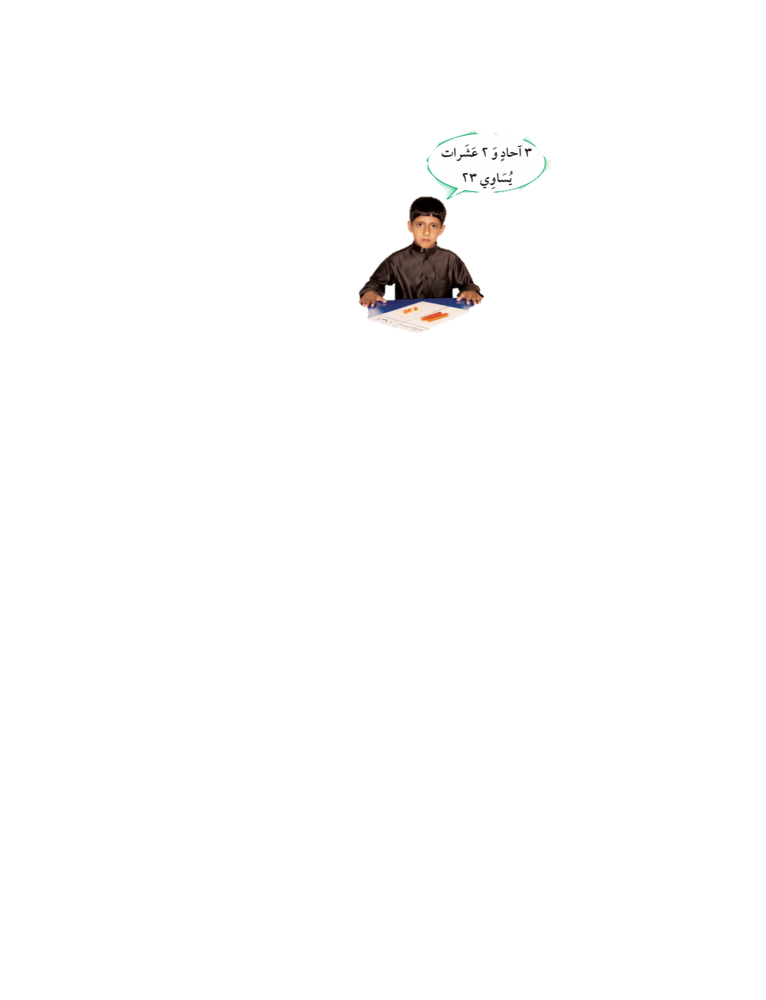 ٣ آحادٍ وَ ٢ عَشَرات
يُسَاوِي ٢٣